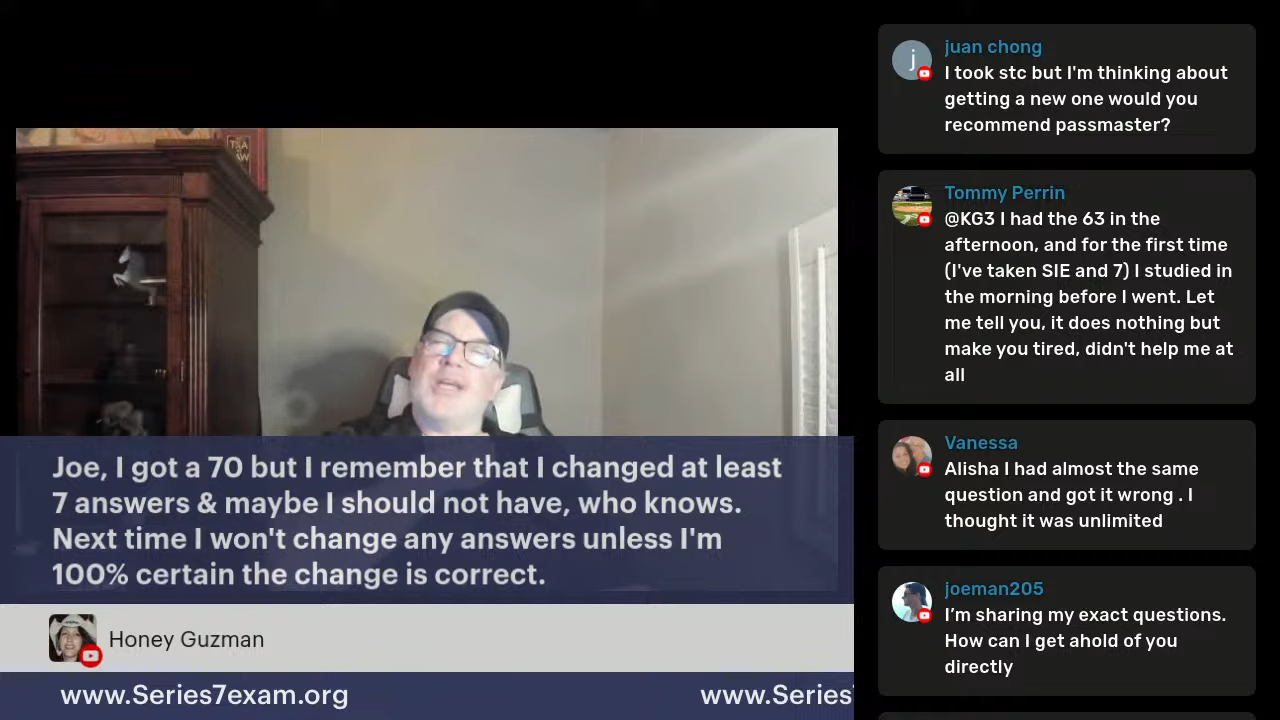 juan chong
I took stc but I'm thinking about
getting a new one would you
recommend passmaster?
Tommy Perrin
@KG3 I had the 63 in the
afternoon, and for the first time
(I've taken SIE and 7) I studied in
the morning before I went. Let
me tell you, it does nothing but
make you tired, didn't help me at
all
Vanessa
Alisha I had almost the same
question and got it wrong . I
thought it was unlimited
joeman205
I’m sharing my exact questions.
How can I get ahold of you
directly
Joe, I got a 70 but I remember that I changed at least
7 answers & maybe I should not have, who knows.
Next time I won't change any answers unless I'm
100% certain the change is correct.
Honey Guzman
www.Series7exam.org www.Series7
j